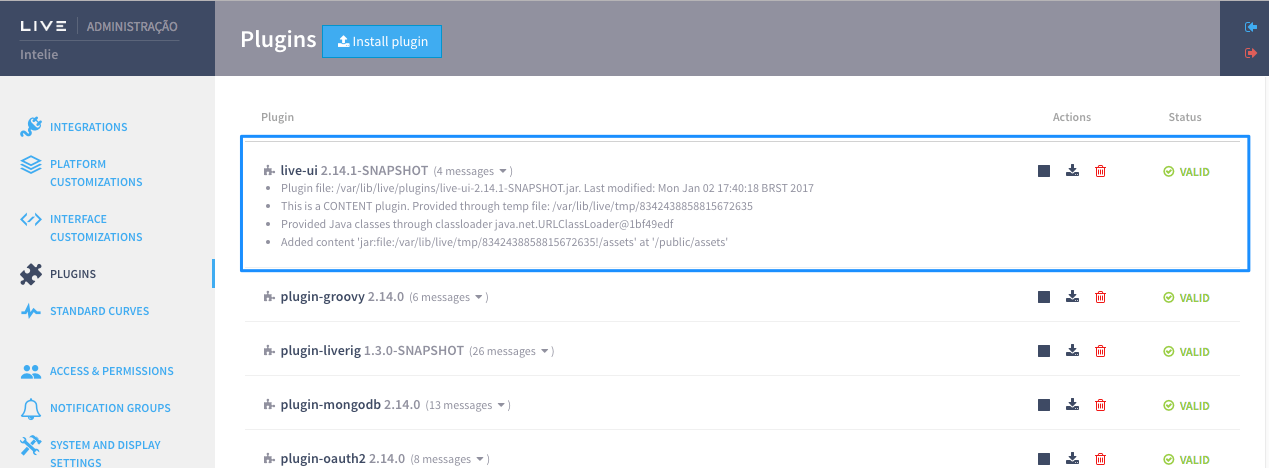 LIVE ADMINISTRAÇÃO
Intelie
Plugins Install plugin
INTEGRATIONS
PLATFORM
CUSTOMIZATIONS
INTERFACE
CUSTOMIZATIONS
PLUGINS
STANDARD CURVES
ACCESS & PERMISSIONS
NOTIFICATION GROUPS
SYSTEM AND DISPLAY
SETTINGS
Plugin Actions Status
live-ui 2.14.1-SNAPSHOT (4 messages ) VALID
Plugin file: /var/lib/live/plugins/live-ui-2.14.1-SNAPSHOT.jar. Last modified: Mon Jan 02 17:40:18 BRST 2017
This is a CONTENT plugin. Provided through temp file: /var/lib/live/tmp/8342438858815672635
Provided Java classes through classloader java.net.URLClassLoader@1bf49edf
Added content 'jar:file:/var/lib/live/tmp/8342438858815672635!/assets' at '/public/assets'
plugin-groovy 2.14.0 (6 messages ) VALID
plugin-liverig 1.3.0-SNAPSHOT (26 messages ) VALID
plugin-mongodb 2.14.0 (13 messages ) VALID
plugin-oauth2 2.14.0 (8 messages ) VALID